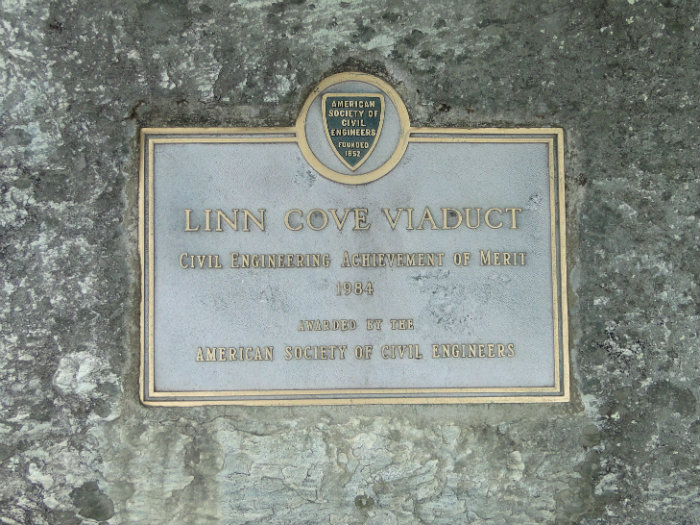 AMERICAN
SOCIETY OF
CIVIL
ENGINEERS
FOUNDED
1852
LINN COVE VIADUCT
CIVIL ENGINEERING ACHIEVEMENT OF MERIT
1984
AWARDED BY THE
AMERICAN SOCIETY OF CIVIL ENGINEERS